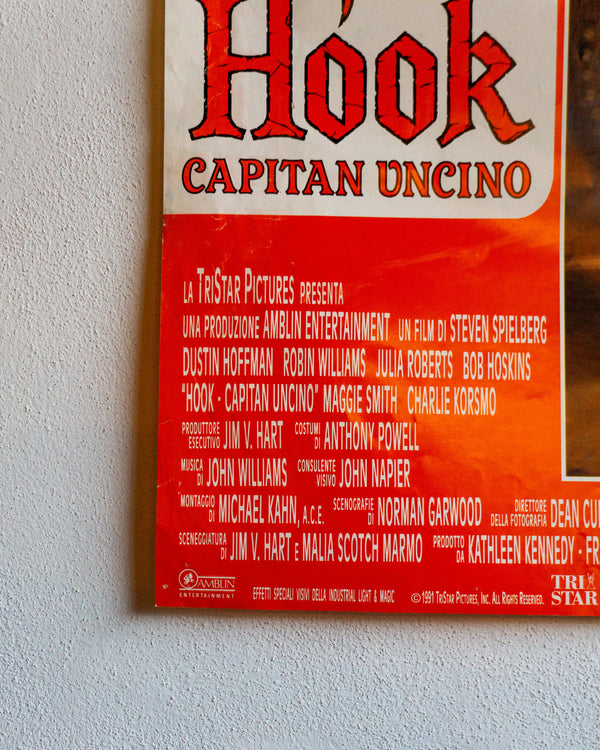 Hook
CAPITAN UNCINO
LA TRISTAR PICTURES PRESENTA
UNA PRODUZIONE AMBLIN ENTERTAINMENT UN FILM DI STEVEN SPIELBERG
DUSTIN HOFFMAN ROBIN WILLIAMS JULIA ROBERTS BOB HOSKINS
"HOOK - CAPITAN UNCINO" MAGGIE SMITH CHARLIE KORSMO
PRODUTTORE ESECUTIVO JIM V. HART COSTUMI DI ANTHONY POWELL
MUSICA DI JOHN WILLIAMS CONSULENTE VISIVO JOHN NAPIER
MONTAGGIO DI MICHAEL KAHN, A.C.E. SCENOGRAFIE DI NORMAN GARWOOD DIRETTORE DELLA FOTOGRAFIA DEAN
SCENEGGIATURA DI JIM V. HART E MALIA SCOTCH MARMO PRODOTTO DA KATHLEEN KENNEDY - FR
AMBLIN
ENTERTAINMENT
EFFETTI SPECIALI VISIVI DELLA INDUSTRIAL LIGHT & MAGIC © 1991 TRISTAR PICTURES, INC. ALL RIGHTS RESERVED.
TRI
STAR